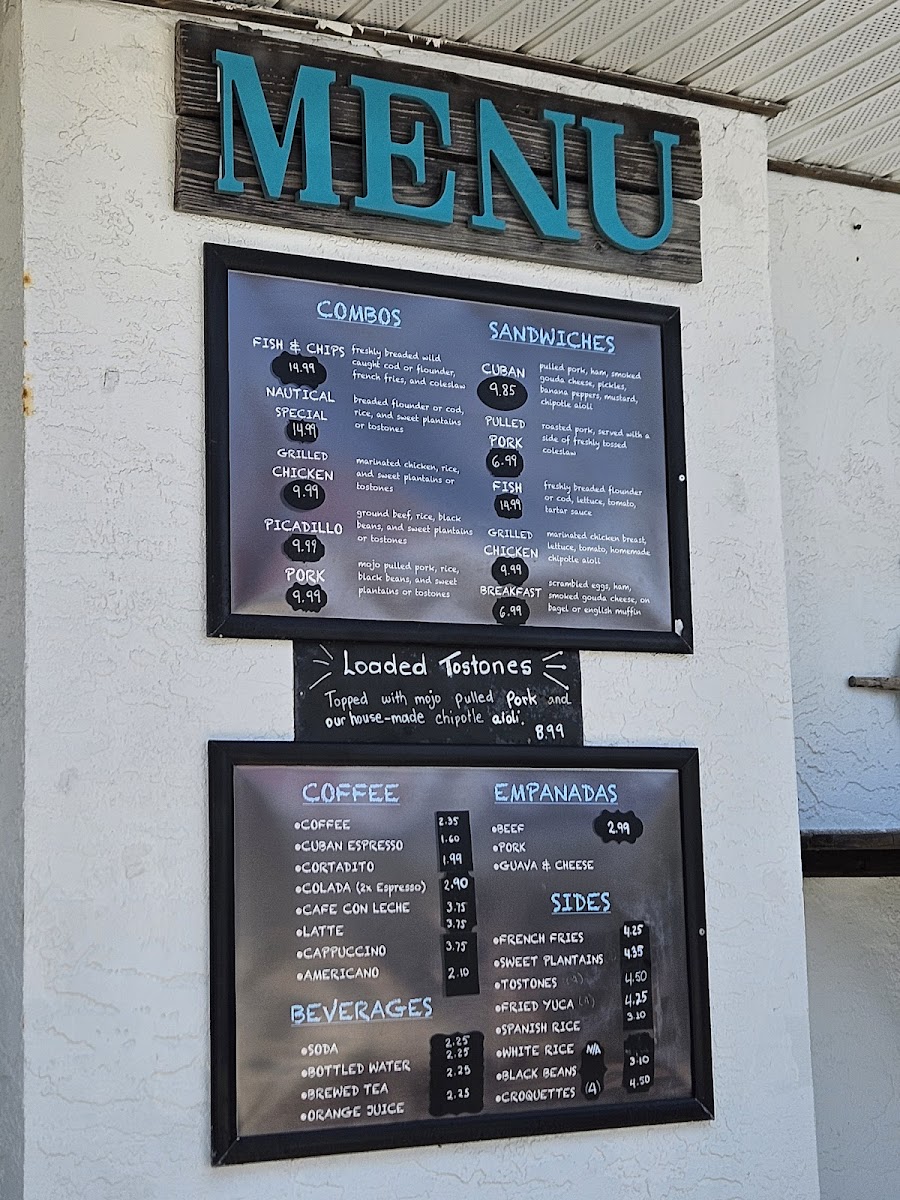 MENU
COMBOS
FISH & CHIPS
14.99
freshly breaded wild
caught cod or flounder,
french fries, and coleslaw
NAUTICAL
SPECIAL
14.99
breaded flounder or cod,
rice, and sweet plantains
or tostones
GRILLED
CHICKEN
9.99
marinated chicken, rice,
and sweet plantains or
tostones
PICADILLO
9.99
ground beef, rice, black
beans, and sweet plantains
or tostones
PORK
9.99
mojo pulled pork, rice,
black beans, and sweet
plantains or tostones
SANDWICHES
CUBAN
9.85
pulled pork, ham, smoked
gouda cheese, pickles,
banana peppers, mustard,
chipotle aioli
PULLED
PORK
6.99
roasted pork, served with a
side of freshly tossed
coleslaw
FISH
14.99
freshly breaded flounder
or cod, lettuce, tomato,
tartar sauce
GRILLED
CHICKEN
9.99
marinated chicken breast,
lettuce, tomato, homemade
chipotle aioli
BREAKFAST
6.99
scrambled eggs, ham,
smoked gouda cheese, on
bagel or english muffin
Loaded Tostones
Topped with mojo pulled Pork and
our house-made chipotle aioli.
8.99
COFFEE
•COFFEE 2.35
•CUBAN ESPRESSO 1.60
•CORTADITO 1.99
•COLADA (2x Espresso) 2.90
•CAFE CON LECHE 3.75
•LATTE 3.75
•CAPPUCCINO 3.75
•AMERICANO 2.10
BEVERAGES
•SODA 2.25
•BOTTLED WATER 2.25
•BREWED TEA 2.25
•ORANGE JUICE 2.25
EMPANADAS
•BEEF 2.99
•PORK
•GUAVA & CHEESE
SIDES
•FRENCH FRIES 4.25
•SWEET PLANTAINS 4.35
•TOSTONES 4.50
•FRIED YUCA 4.25
•SPANISH RICE 3.10
•WHITE RICE N/A
•BLACK BEANS 3.10
•CROQUETTES (4) 4.50